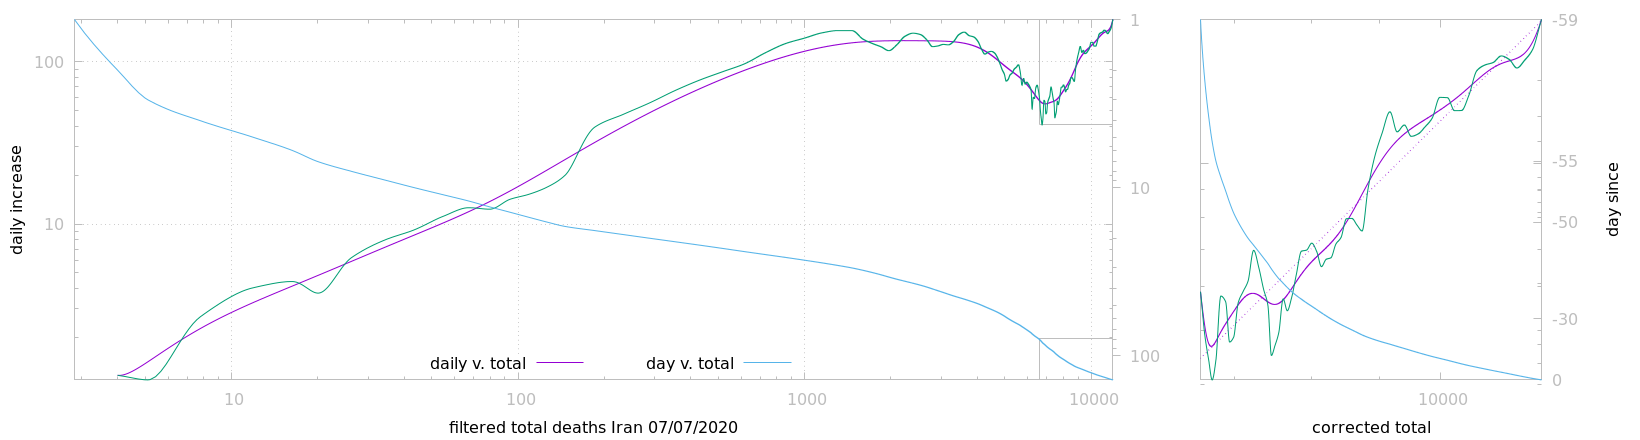 100
10
daily increase
daily v. total
day v. total
10
100
1000
10000
filtered total deaths Iran 07/07/2020
1
10
100
-59
-55
-50
-30
0
day since
10000
corrected total